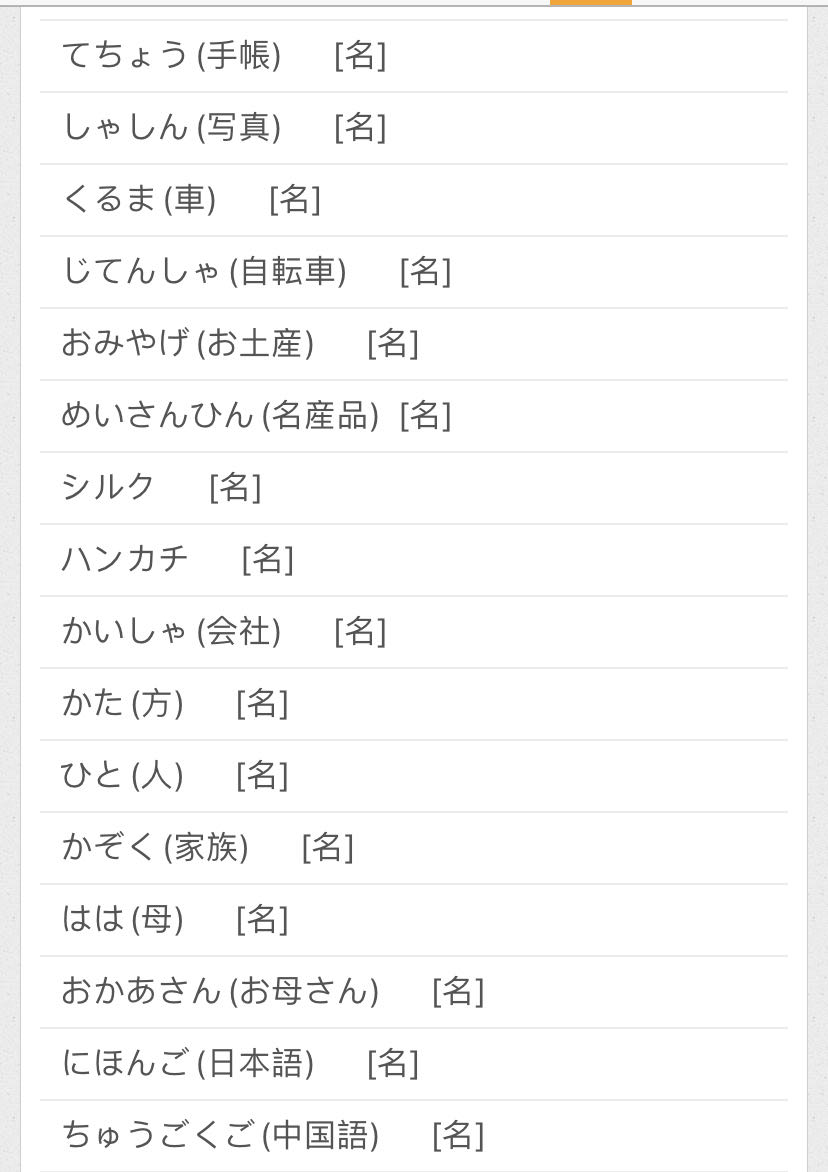 てちょう(手帳) [名]
しゃしん(写真) [名]
くるま(車) [名]
じてんしゃ(自転車) [名]
おみやげ(お土産) [名]
めいさんひん(名産品) [名]
シルク [名]
ハンカチ [名]
かいしゃ(会社) [名]
かた(方) [名]
ひと(人) [名]
かぞく(家族) [名]
はは(母) [名]
おかあさん(お母さん) [名]
にほんご(日本語) [名]
ちゅうごくご(中国語) [名]